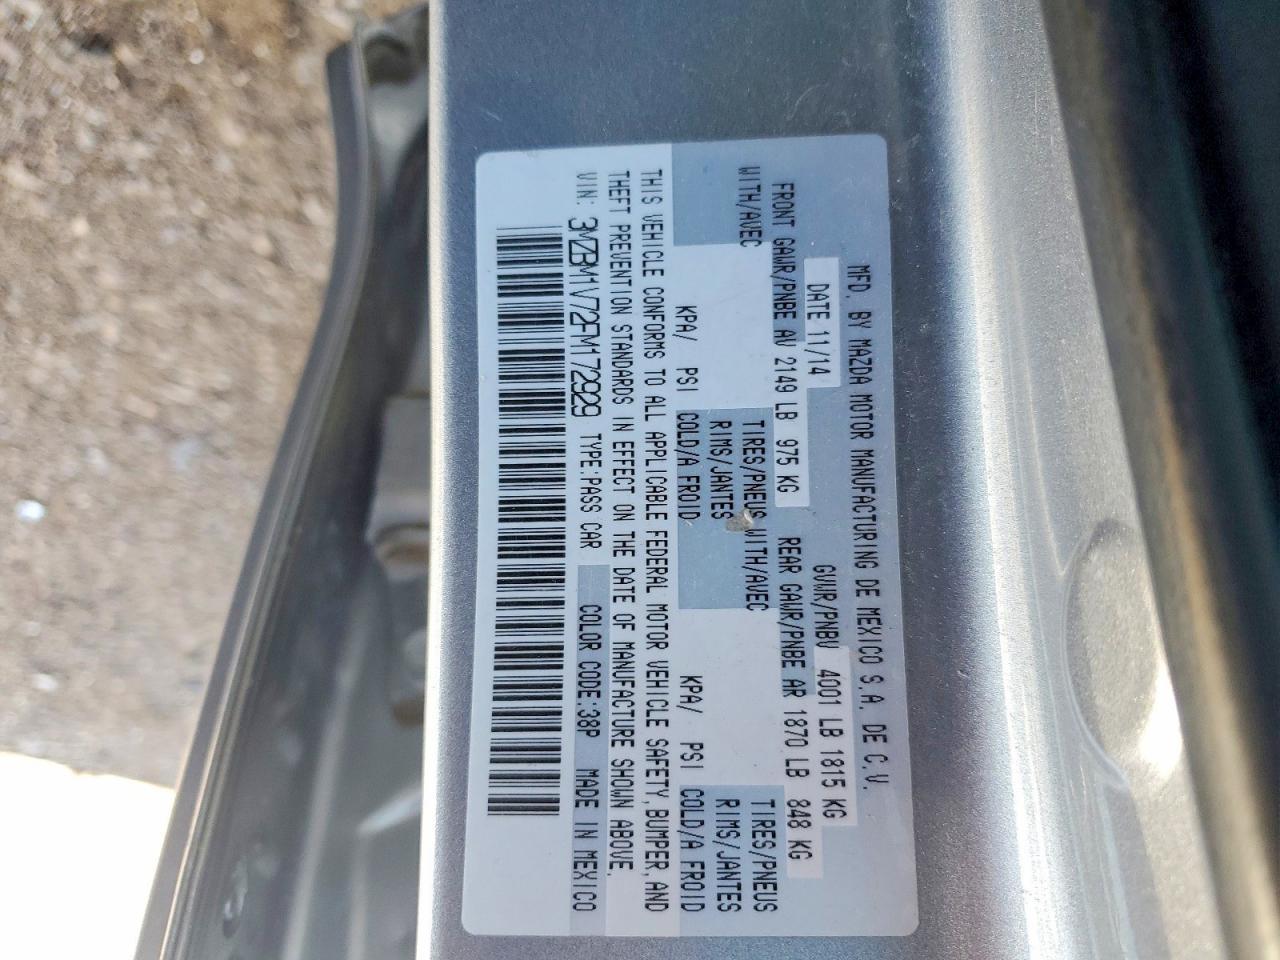 MFD. BY MAZDA MOTOR MANUFACTURING DE MEXICO S.A. DE C.V.
DATE 11/14 GVWR/PNBV 4001 LB 1815 KG
FRONT GAWR/PNBE AV 2149 LB 975 KG REAR GAWR/PNBE AR 1870 LB 848 KG
WITH/AVEC TIRES/PNEUS WITH/AVEC TIRES/PNEUS
RIMS/JANTES RIMS/JANTES
KPA/ PSI COLD/A FROID KPA/ PSI COLD/A FROID
THIS VEHICLE CONFORMS TO ALL APPLICABLE FEDERAL MOTOR VEHICLE SAFETY, BUMPER, AND
THEFT PREVENTION STANDARDS IN EFFECT ON THE DATE OF MANUFACTURE SHOWN ABOVE.
VIN: 3MZBM1V72FM172929 TYPE:PASS CAR COLOR CODE:38P MADE IN MEXICO